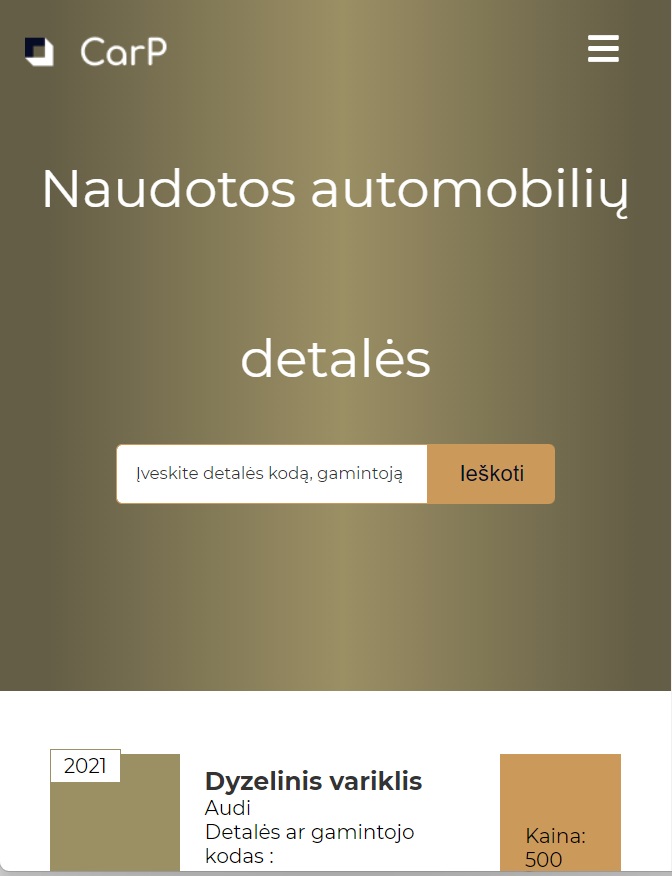 CarP
Naudotos automobilių
detalės
Įveskite detalės kodą, gamintoją
Ieškoti
2021
Dyzelinis variklis
Audi
Detalės ar gamintojo
kodas :
Kaina:
500